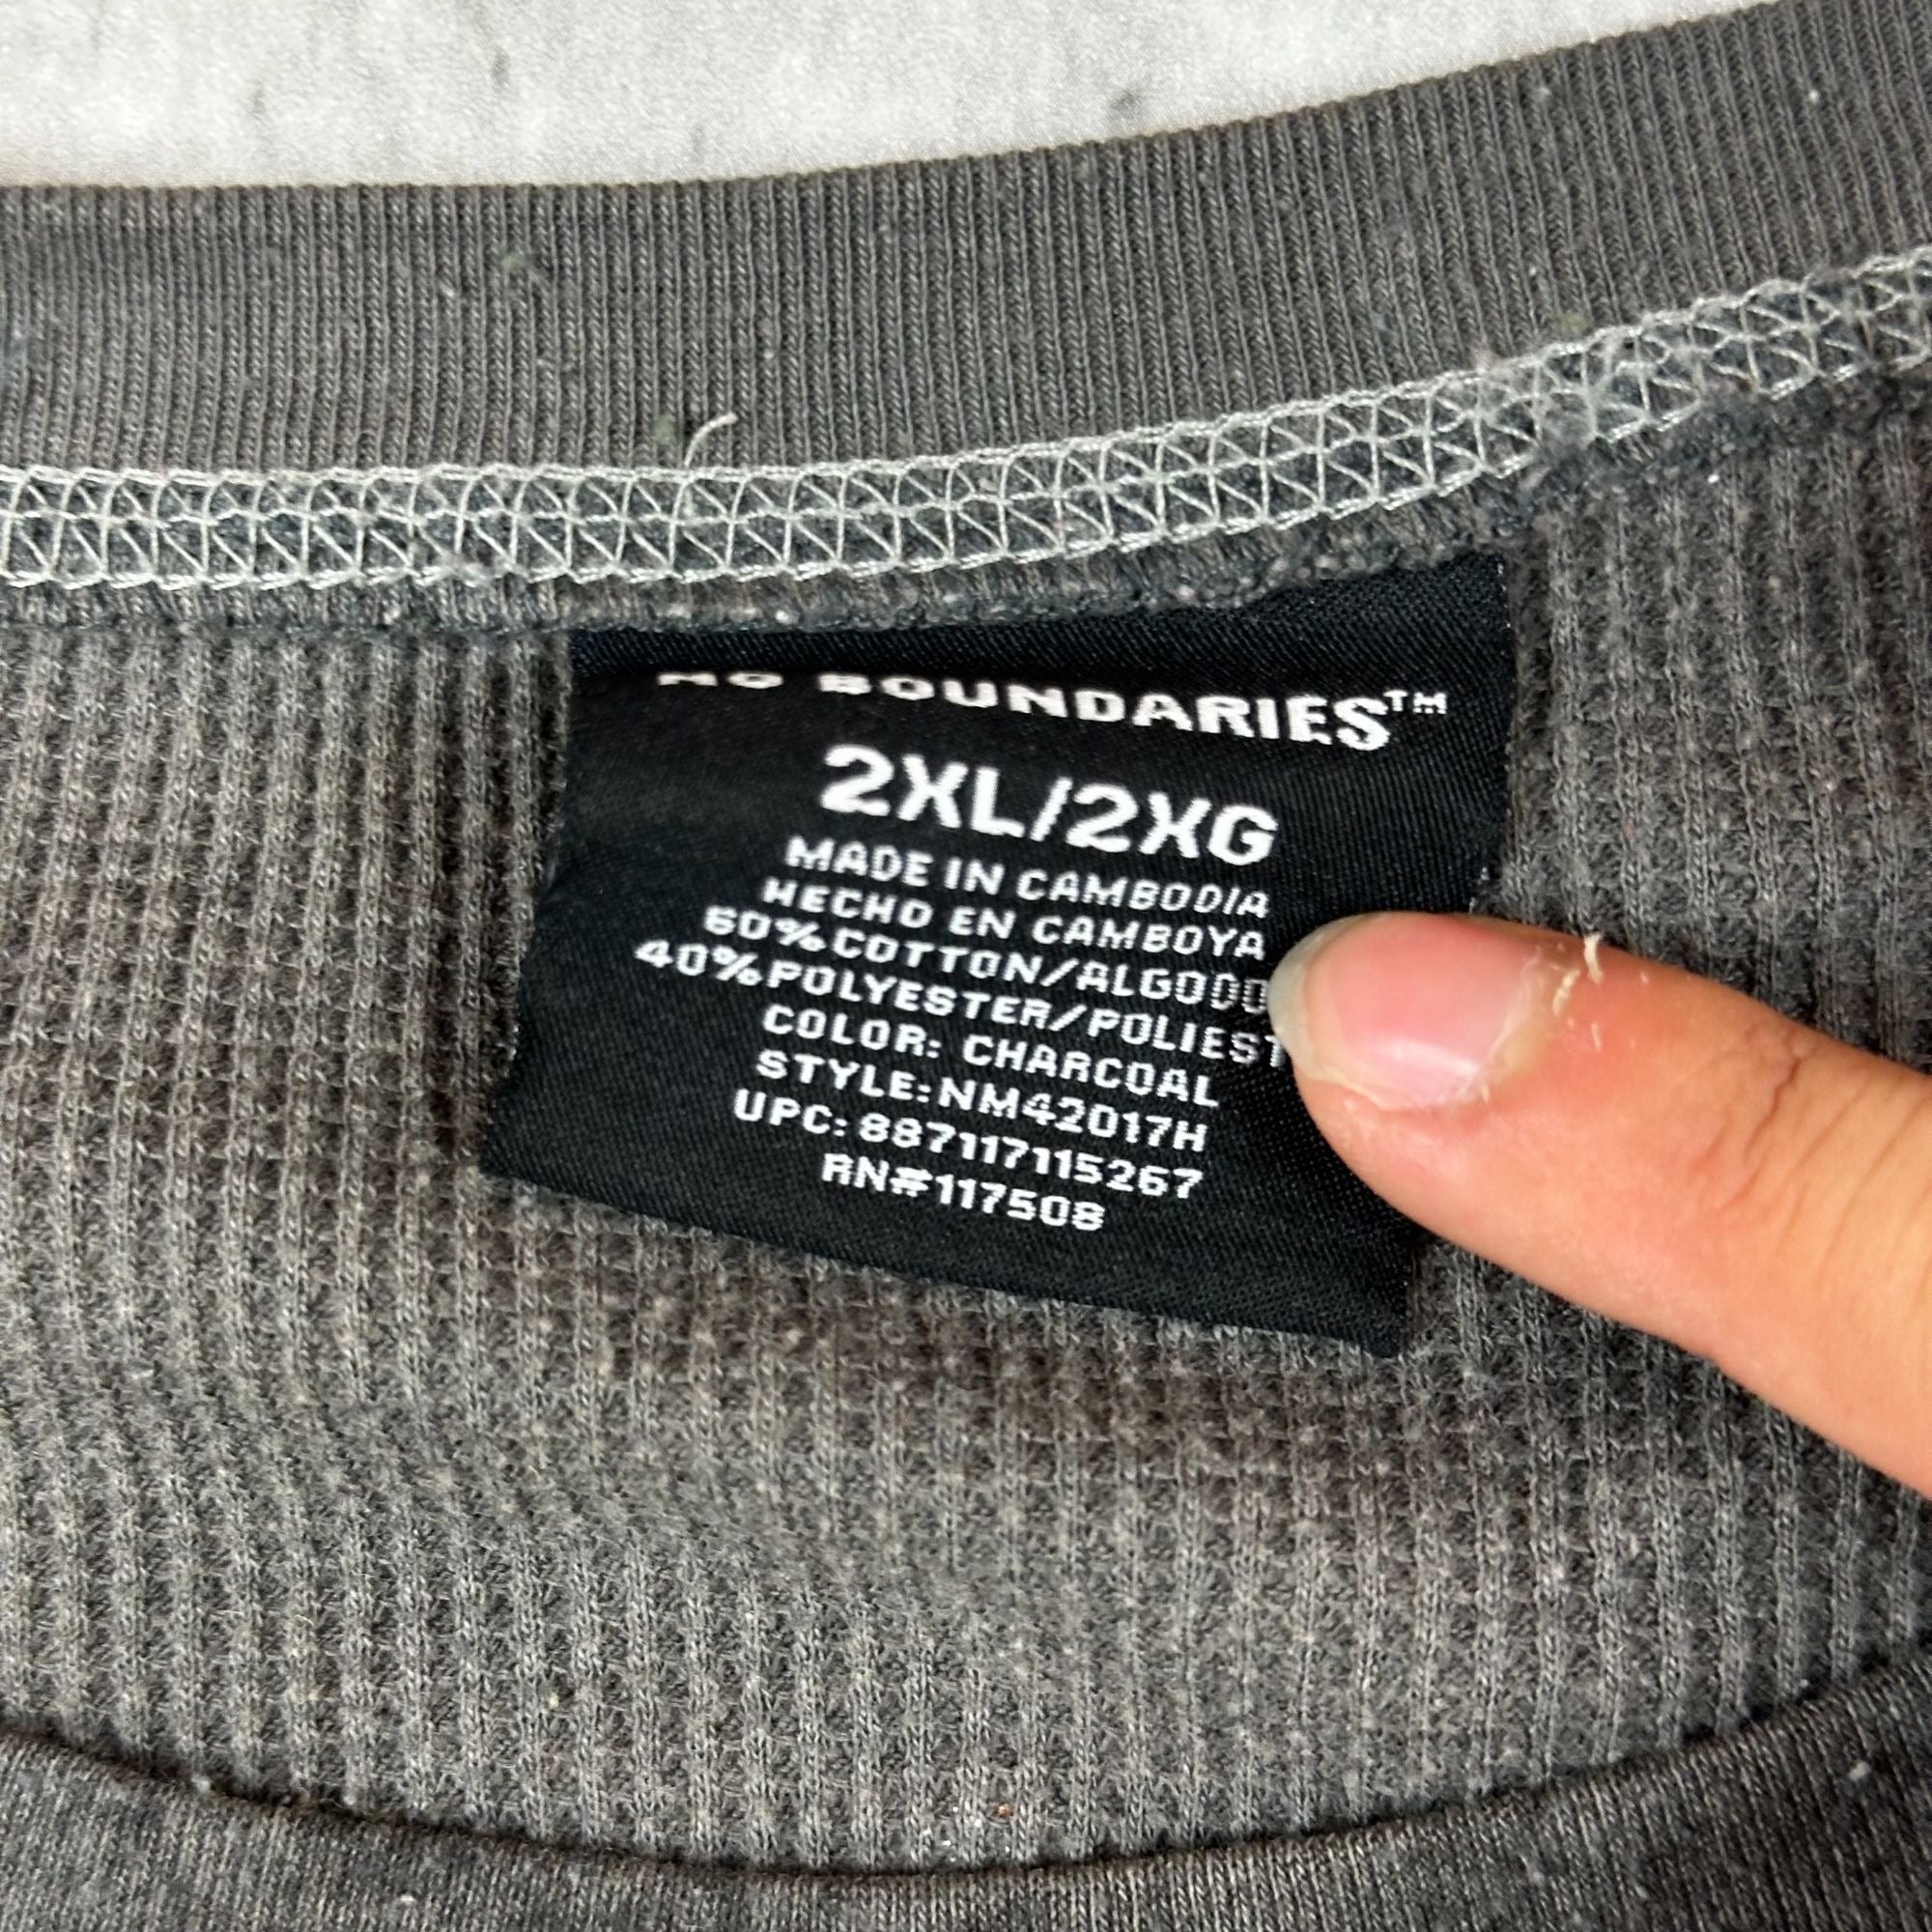 NO BOUNDARIES™
2XL/2XG
MADE IN CAMBODIA
HECHO EN CAMBOYA
60%COTTON/ALGODO
40%POLYESTER/POLIEST
COLOR: CHARCOAL
STYLE:NM42017H
UPC: 887117115267
RN#117508